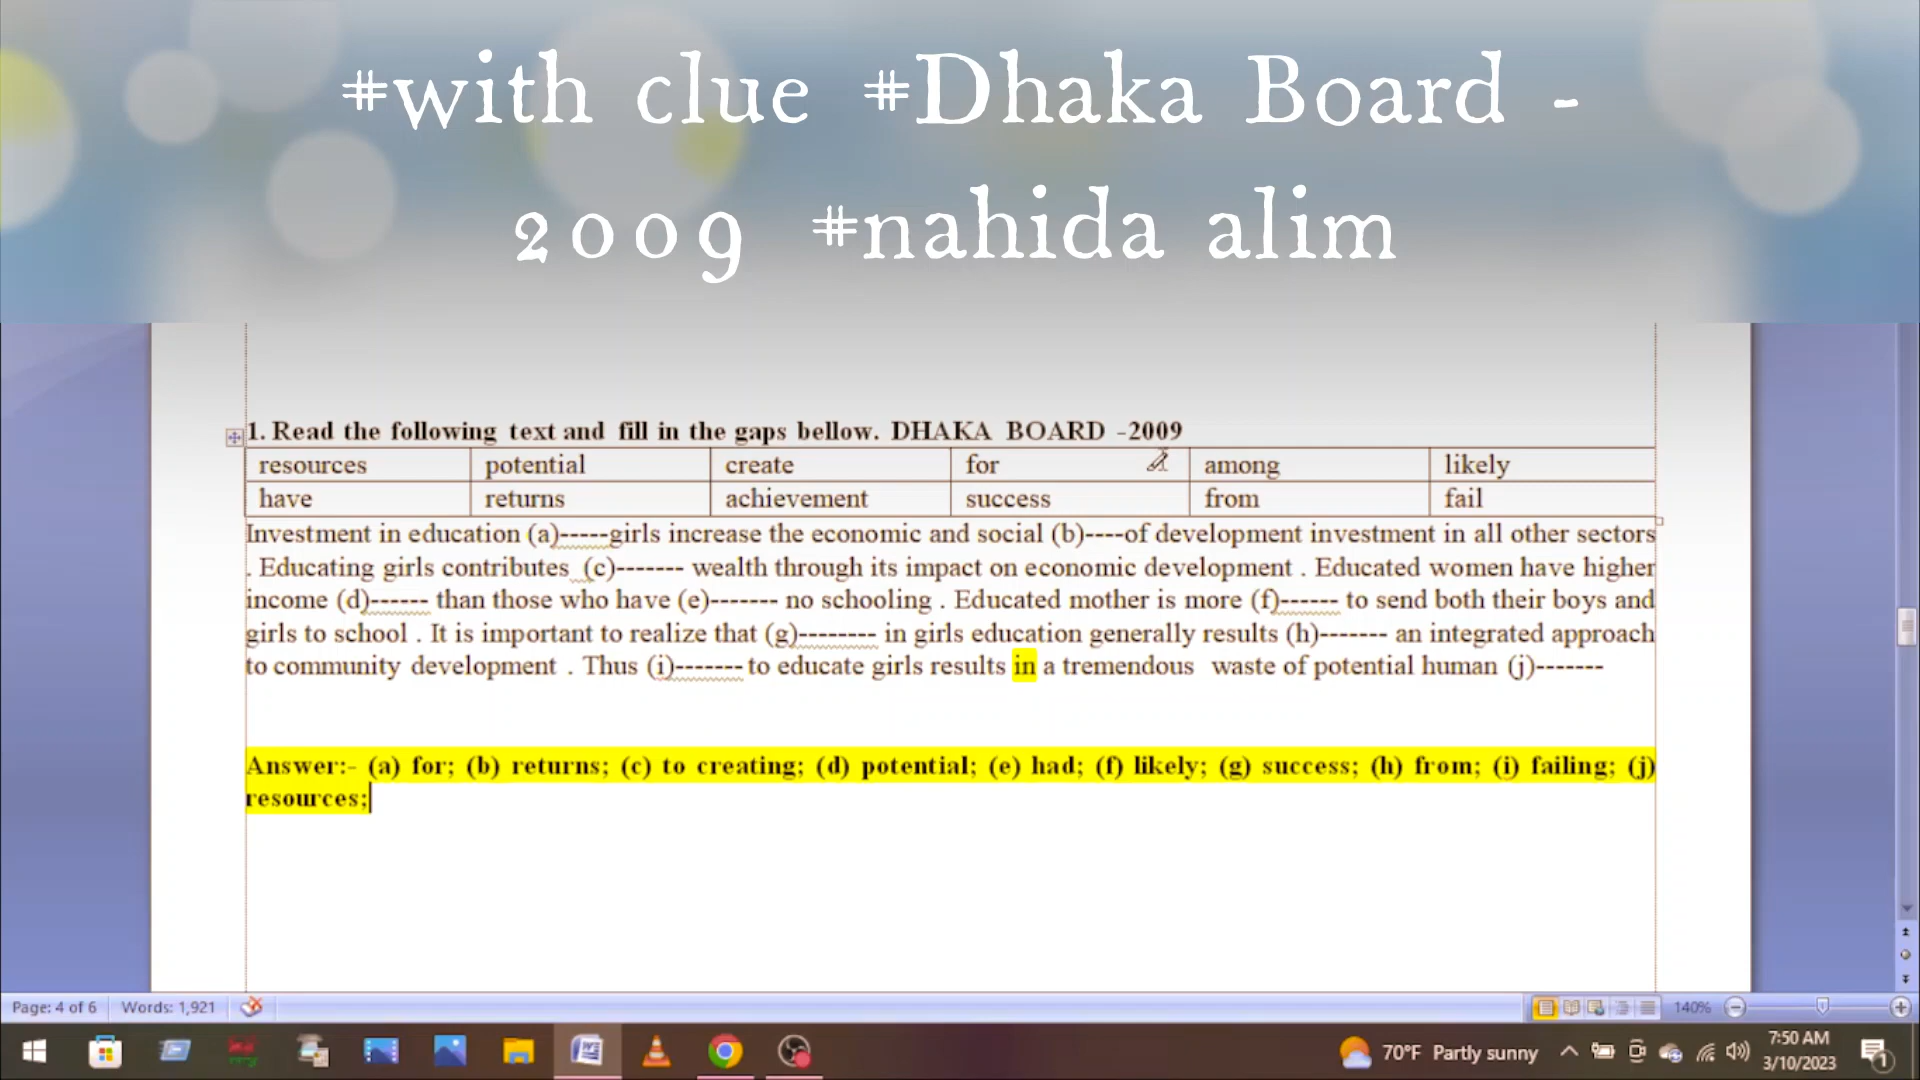 #with clue #Dhaka Board -
2009 #nahida alim
1. Read the following text and fill in the gaps bellow. DHAKA BOARD -2009
resources potential create for among likely
have returns achievement success from fail
Investment in education (a)-----girls increase the economic and social (b)----of development investment in all other sectors
. Educating girls contributes (c)------- wealth through its impact on economic development . Educated women have higher
income (d)------ than those who have (e)------- no schooling . Educated mother is more (f)------ to send both their boys and
girls to school . It is important to realize that (g)-------- in girls education generally results (h)------- an integrated approach
to community development . Thus (i)------- to educate girls results in a tremendous waste of potential human (j)-------
Answer:- (a) for; (b) returns; (c) to creating; (d) potential; (e) had; (f) likely; (g) success; (h) from; (i) failing; (j)
resources;
Page: 4 of 6 Words: 1,921 140%
70°F Partly sunny 7:50 AM
3/10/2023 1